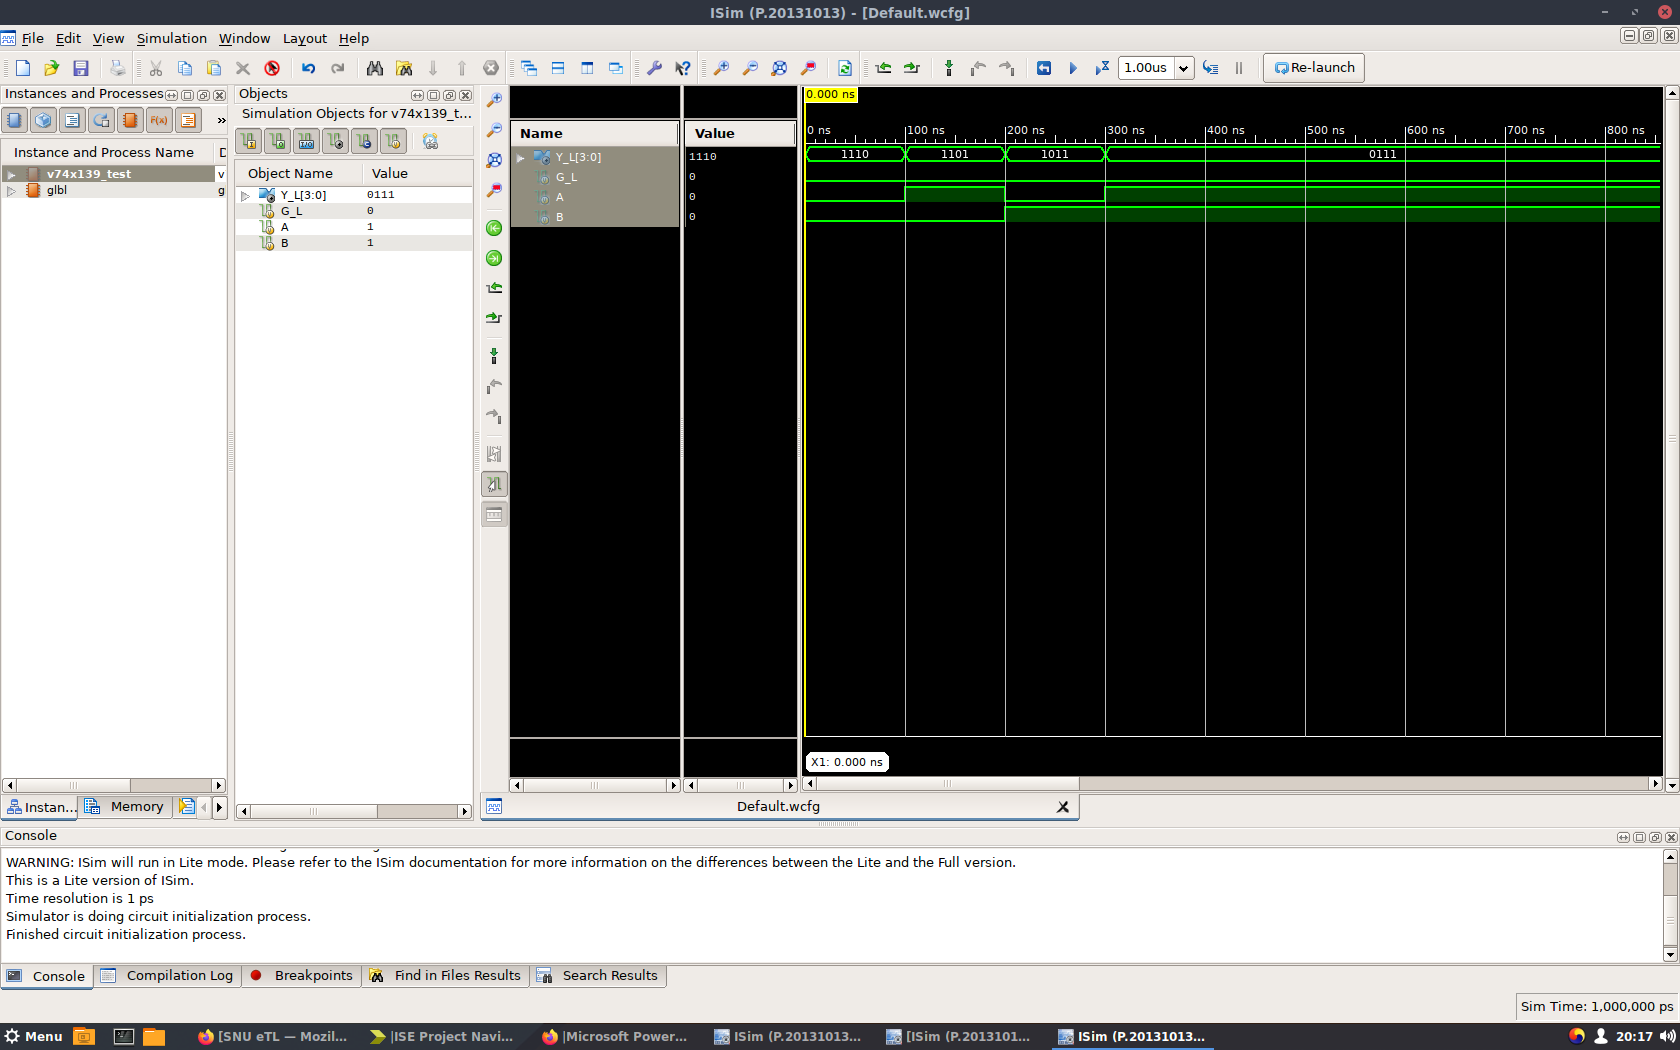 ISim (P.20131013) - [Default.wcfg]
File Edit View Simulation Window Layout Help
1.00us Re-launch
Instances and Processes
Objects
Simulation Objects for v74x139_t...
F(x)
»
Instance and Process Name
v74x139_test v
glbl g
Object Name Value
Y_L[3:0] 0111
G_L 0
A 1
B 1
Name Value
Y_L[3:0] 1110
G_L 0
A 0
B 0
0.000 ns
0 ns 100 ns 200 ns 300 ns 400 ns 500 ns 600 ns 700 ns 800 ns
1110 1101 1011 0111
X1: 0.000 ns
Instan... Memory
Default.wcfg
Console
WARNING: ISim will run in Lite mode. Please refer to the ISim documentation for more information on the differences between the Lite and the Full version.
This is a Lite version of ISim.
Time resolution is 1 ps
Simulator is doing circuit initialization process.
Finished circuit initialization process.
Console Compilation Log Breakpoints Find in Files Results Search Results
Sim Time: 1,000,000 ps
Menu [SNU eTL — Mozil... |ISE Project Navi... |Microsoft Power... ISim (P.20131013... [ISim (P.2013101... ISim (P.20131013... 20:17